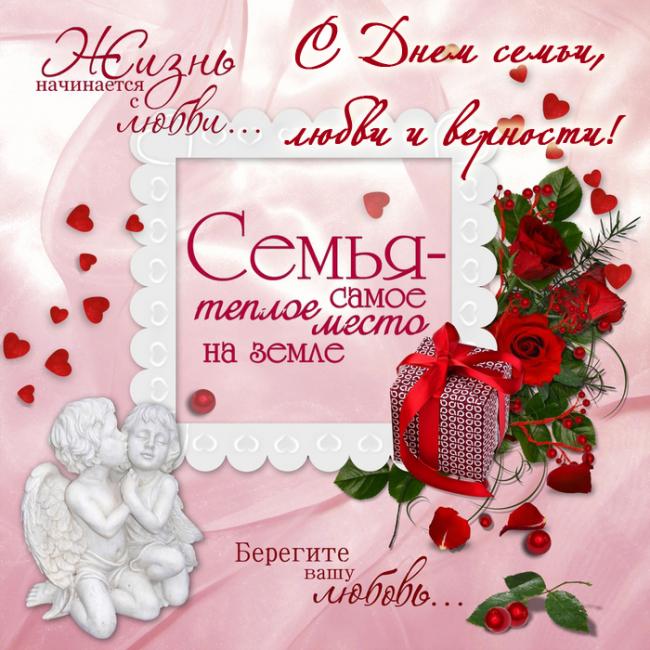 Жизнь
начинается
с
любви...
С Днем семьи,
любви и верности!
Семья-
теплое самое
место
на земле
Берегите
вашу
любовь...